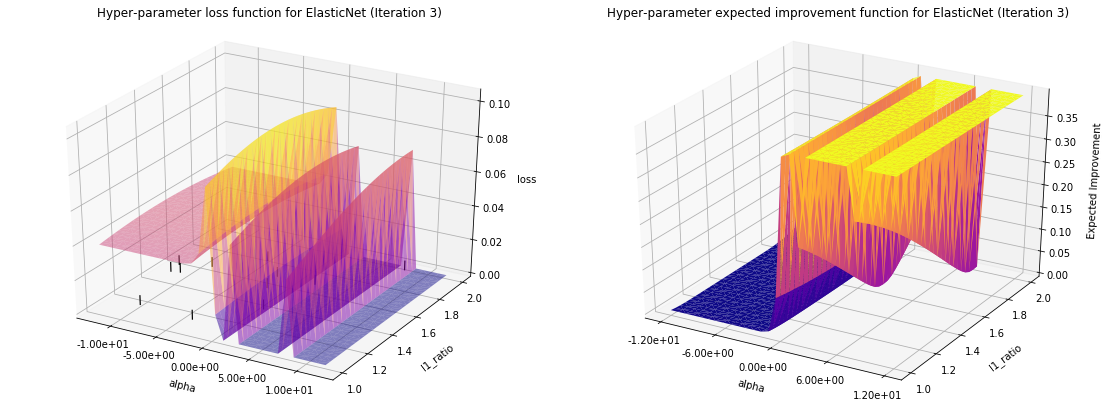 Hyper-parameter loss function for ElasticNet (Iteration 3)
0.10
0.08
0.06
loss
0.04
0.02
0.00
2.0
1.8
1.6
1.4
1.2
1.0
l1_ratio
-1.00e+01
-5.00e+00
0.00e+00
5.00e+00
1.00e+01
alpha
Hyper-parameter expected improvement function for ElasticNet (Iteration 3)
0.35
0.30
0.25
0.20
0.15
0.10
0.05
0.00
Expected Improvement
2.0
1.8
1.6
1.4
1.2
1.0
l1_ratio
-1.20e+01
-6.00e+00
0.00e+00
6.00e+00
1.20e+01
alpha